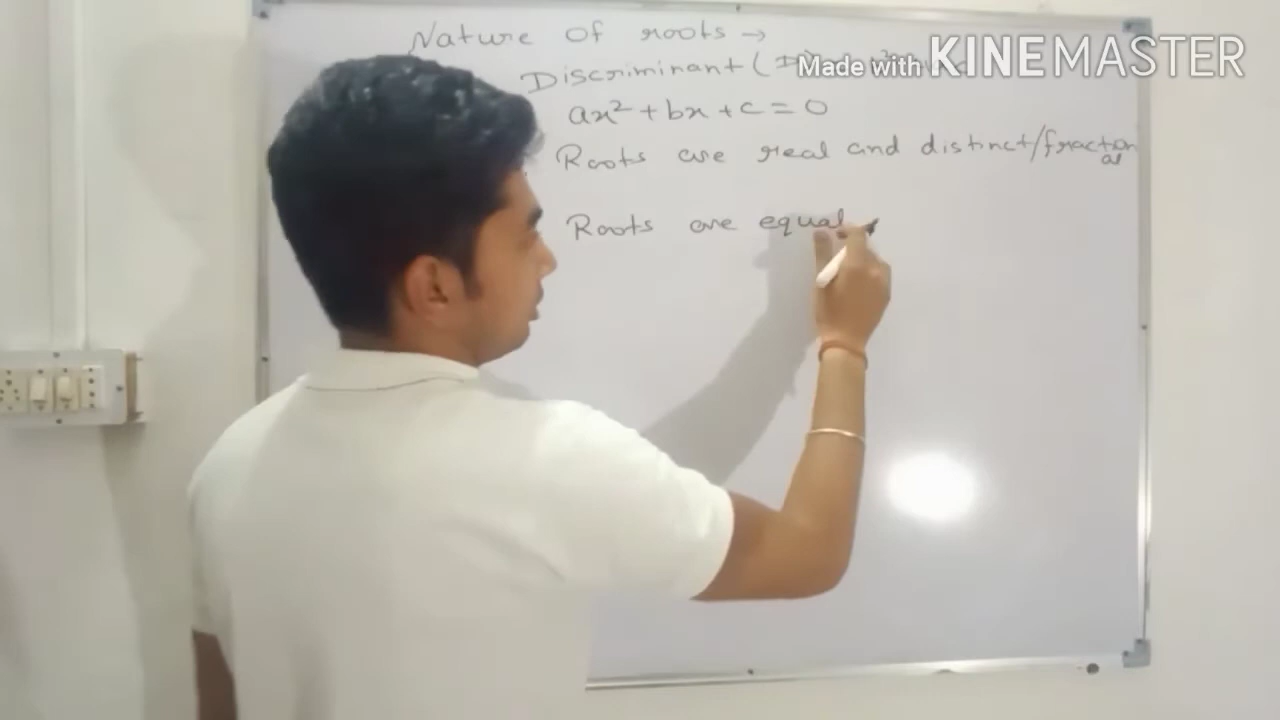 Nature of roots →
Discriminant (
Made with KINEMASTER
ax² + bx + c = 0
Roots are real and distinct/fractional
Roots are equal